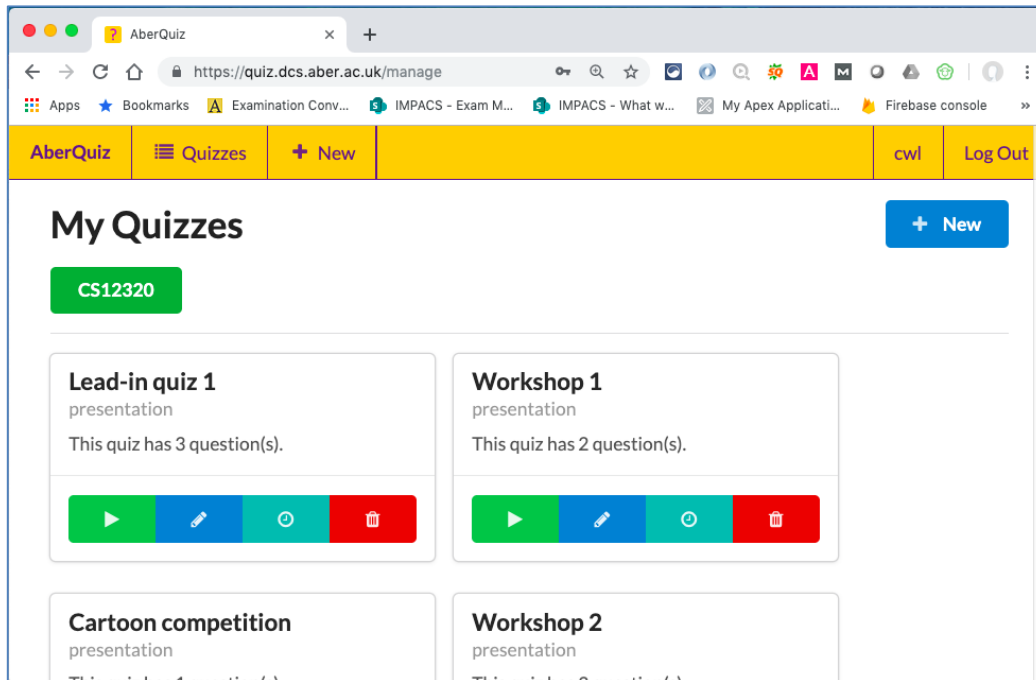 AberQuiz
https://quiz.dcs.aber.ac.uk/manage
Apps Bookmarks Examination Conv... IMPACS - Exam M... IMPACS - What w... My Apex Applicati... Firebase console »
AberQuiz Quizzes + New cwl Log Out
My Quizzes + New
CS12320
Lead-in quiz 1
presentation
This quiz has 3 question(s).
Workshop 1
presentation
This quiz has 2 question(s).
Cartoon competition
presentation
Workshop 2
presentation